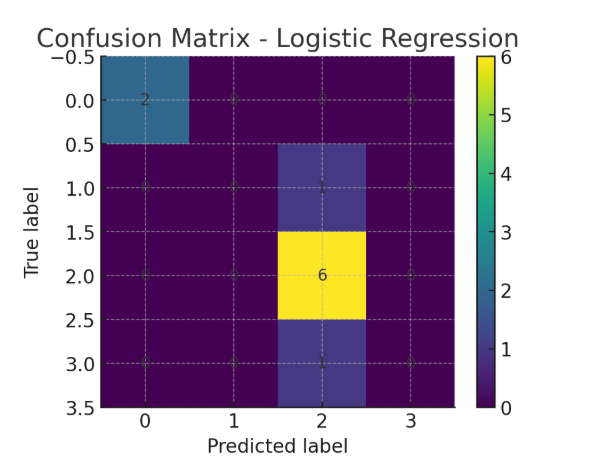 Confusion Matrix - Logistic Regression
−0.5 6
0.0 2 0 0 0
5
0.5
4
1.0 0 0 1 0
True label
1.5 3
2.0 0 0 6 0
2
2.5
1
3.0 0 0 1 0
3.5 0
0 1 2 3
Predicted label